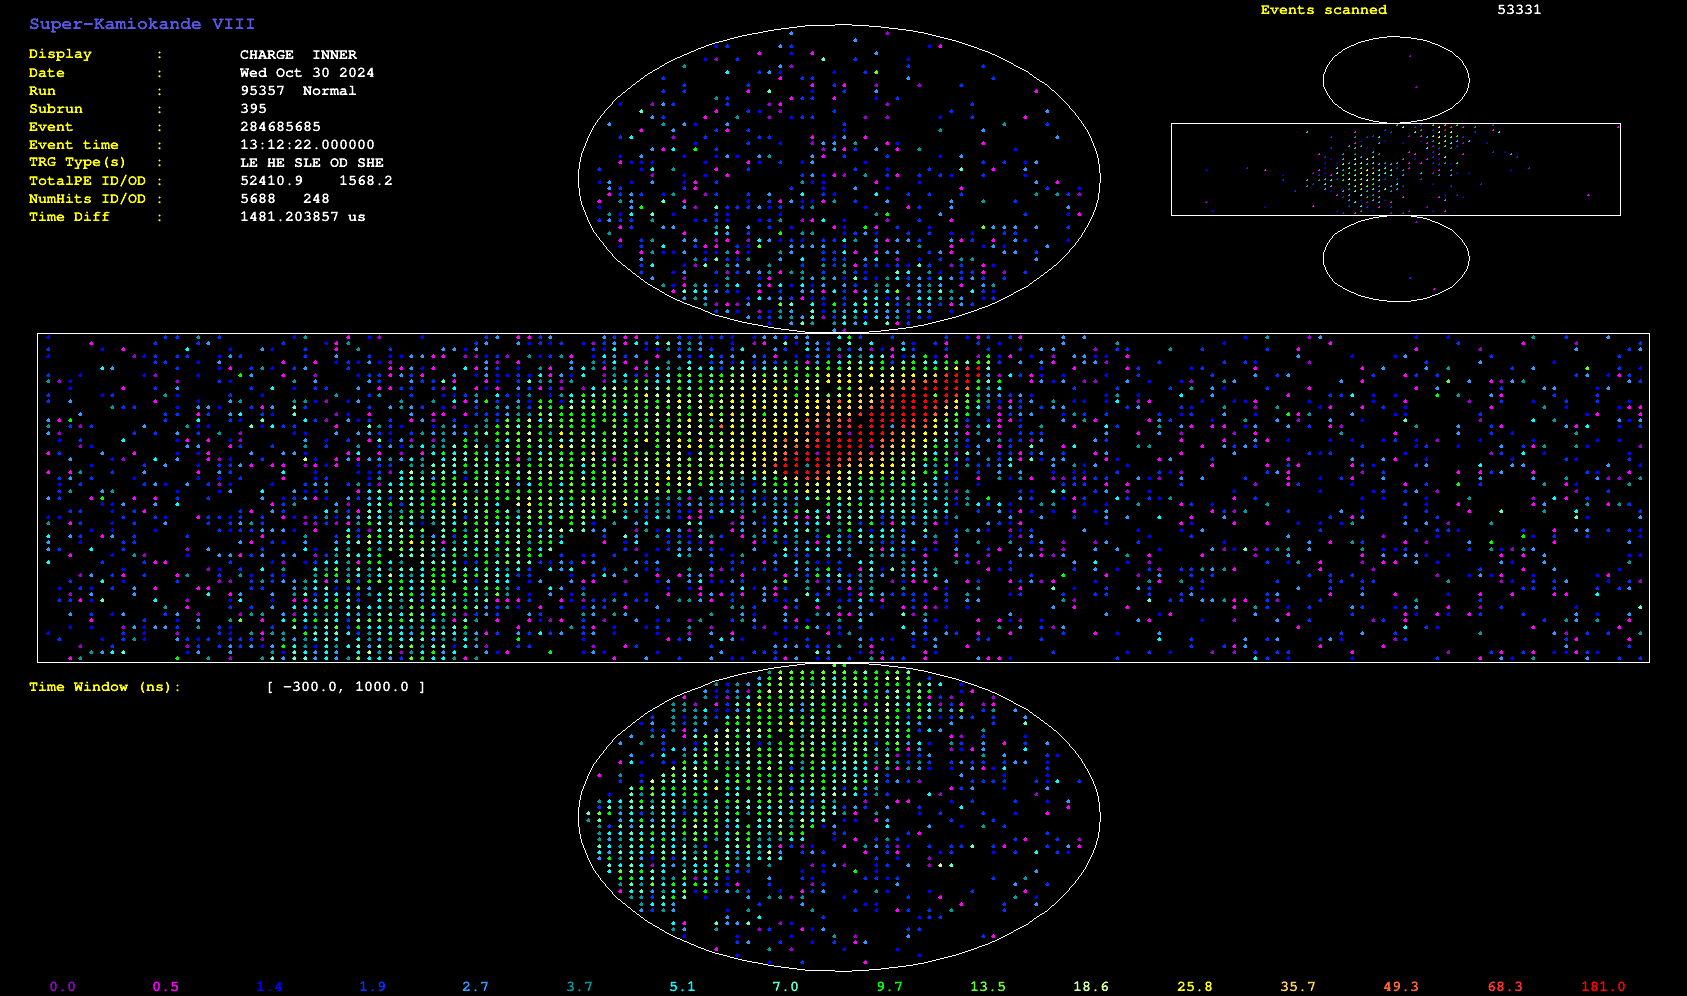 Super-Kamiokande VIII
Events scanned 53331
Display : CHARGE INNER
Date : Wed Oct 30 2024
Run : 95357 Normal
Subrun : 395
Event : 284685685
Event time : 13:12:22.000000
TRG Type(s) : LE HE SLE OD SHE
TotalPE ID/OD : 52410.9 1568.2
NumHits ID/OD : 5688 248
Time Diff : 1481.203857 us
Time Window (ns): [ -300.0, 1000.0 ]
0.0 0.5 1.4 1.9 2.7 3.7 5.1 7.0 9.7 13.5 18.6 25.8 35.7 49.3 68.3 181.0